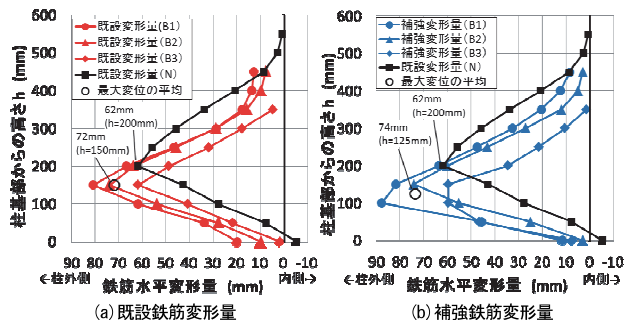 既設変形量(B1)
既設変形量(B2)
既設変形量(B3)
既設変形量(N)
最大変位の平均
62mm
(h=200mm)
72mm
(h=150mm)
柱基部からの高さh (mm)
600
500
400
300
200
100
0
90 80 70 60 50 40 30 20 10 0 -10
←柱外側
内側→
鉄筋水平変形量 (mm)
(a)既設鉄筋変形量
補強変形量(B1)
補強変形量(B2)
補強変形量(B3)
既設変形量(N)
最大変位の平均
62mm
(h=200mm)
74mm
(h=125mm)
柱基部からの高さh (mm)
600
500
400
300
200
100
0
90 80 70 60 50 40 30 20 10 0 -10
←柱外側
内側→
鉄筋水平変形量 (mm)
(b)補強鉄筋変形量